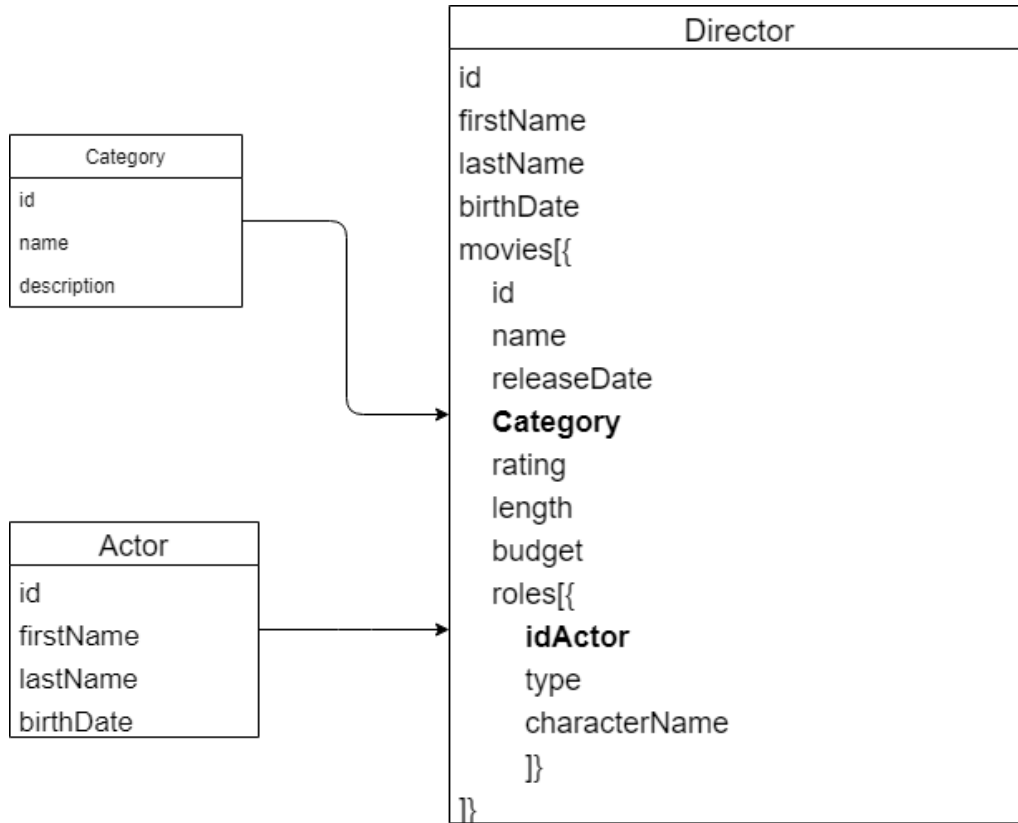 Category
id
name
description
Actor
id
firstName
lastName
birthDate
Director
id
firstName
lastName
birthDate
movies[{
id
name
releaseDate
Category
rating
length
budget
roles[{
idActor
type
characterName
]}
]}